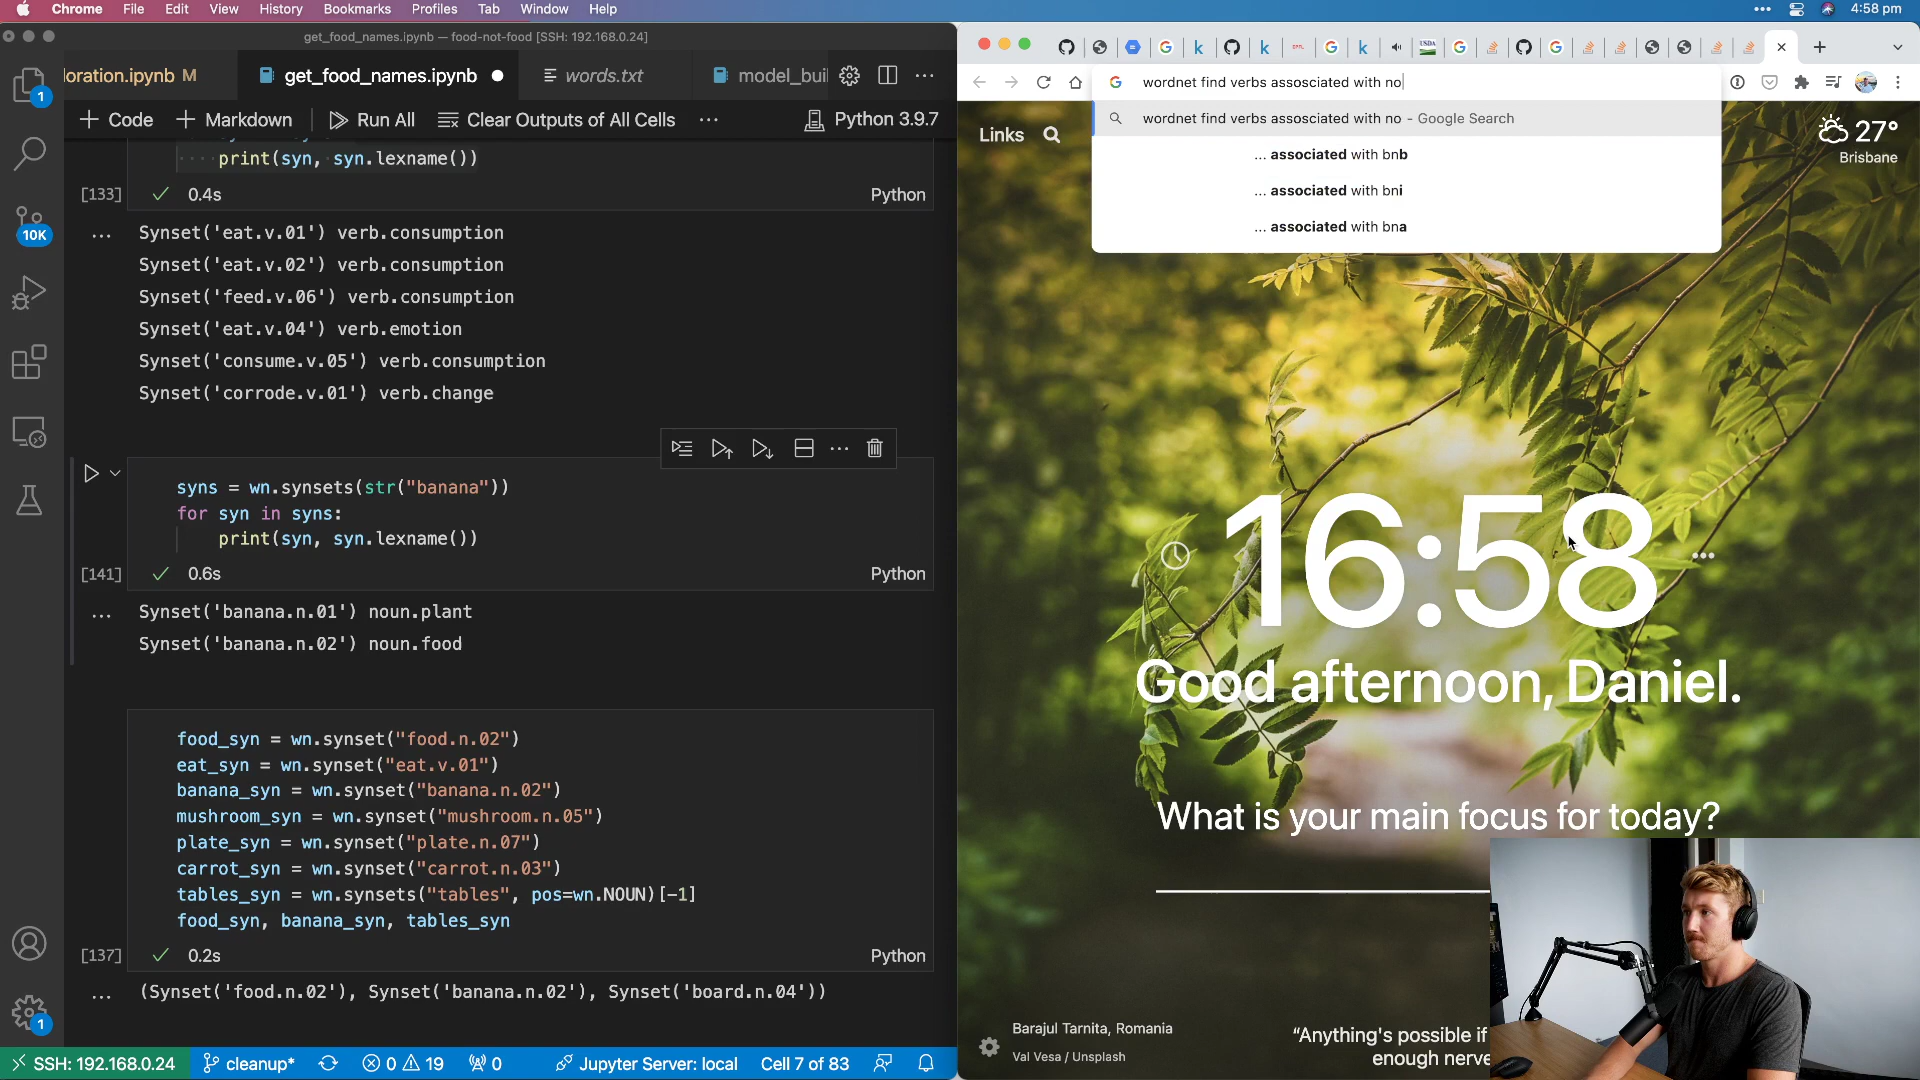 Chrome File Edit View History Bookmarks Profiles Tab Window Help 4:58 pm
get_food_names.ipynb — food-not-food [SSH: 192.168.0.24]
loration.ipynb M get_food_names.ipynb words.txt model_bui
Code Markdown Run All Clear Outputs of All Cells ... Python 3.9.7
print(syn, syn.lexname())
[133] 0.4s Python
Synset('eat.v.01') verb.consumption
Synset('eat.v.02') verb.consumption
Synset('feed.v.06') verb.consumption
Synset('eat.v.04') verb.emotion
Synset('consume.v.05') verb.consumption
Synset('corrode.v.01') verb.change
syns = wn.synsets(str("banana"))
for syn in syns:
print(syn, syn.lexname())
[141] 0.6s Python
Synset('banana.n.01') noun.plant
Synset('banana.n.02') noun.food
food_syn = wn.synset("food.n.02")
eat_syn = wn.synset("eat.v.01")
banana_syn = wn.synset("banana.n.02")
mushroom_syn = wn.synset("mushroom.n.05")
plate_syn = wn.synset("plate.n.07")
carrot_syn = wn.synset("carrot.n.03")
tables_syn = wn.synsets("tables", pos=wn.NOUN)[-1]
food_syn, banana_syn, tables_syn
[137] 0.2s Python
(Synset('food.n.02'), Synset('banana.n.02'), Synset('board.n.04'))
1
10K
1
SSH: 192.168.0.24 cleanup* 0 19 0 Jupyter Server: local Cell 7 of 83
wordnet find verbs assosciated with no
wordnet find verbs assosciated with no - Google Search
... associated with bnb
... associated with bni
... associated with bna
Links
27°
Brisbane
16:58
Good afternoon, Daniel.
What is your main focus for today?
Barajul Tarnita, Romania
Val Vesa / Unsplash
“Anything's possible if
enough nerve